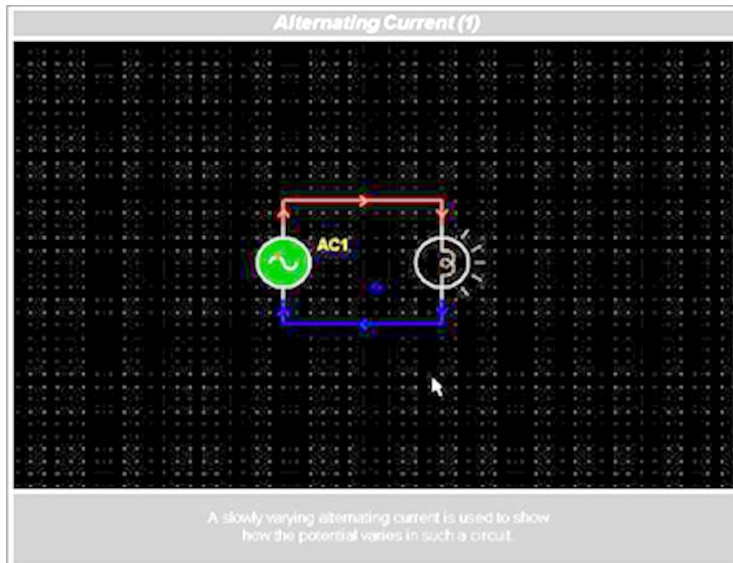 Alternating Current (1)
AC1
A slowly varying alternating current is used to show
how the potential varies in such a circuit.